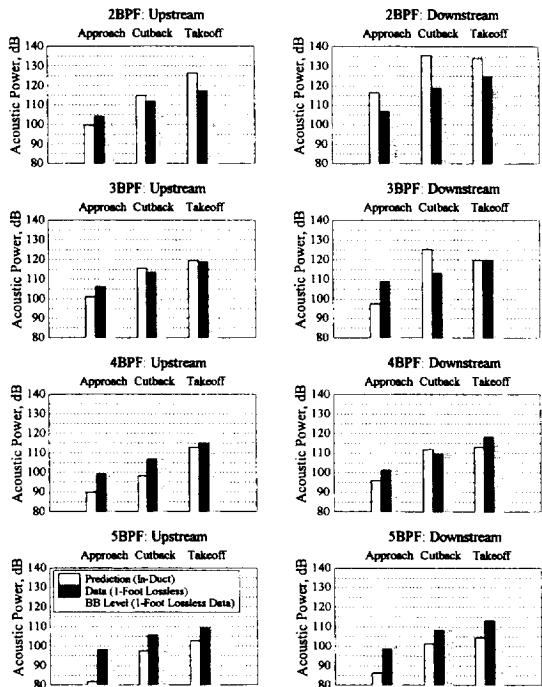 2BPF: Upstream
Approach Cutback Takeoff
Acoustic Power, dB
140
130
120
110
100
90
80
2BPF: Downstream
Approach Cutback Takeoff
Acoustic Power, dB
140
130
120
110
100
90
80
3BPF: Upstream
Approach Cutback Takeoff
Acoustic Power, dB
140
130
120
110
100
90
80
3BPF: Downstream
Approach Cutback Takeoff
Acoustic Power, dB
140
130
120
110
100
90
80
4BPF: Upstream
Approach Cutback Takeoff
Acoustic Power, dB
140
130
120
110
100
90
80
4BPF: Downstream
Approach Cutback Takeoff
Acoustic Power, dB
140
130
120
110
100
90
80
5BPF: Upstream
Approach Cutback Takeoff
Acoustic Power, dB
140
130
120
110
100
90
80
Prediction (In-Duct)
Data (1-Foot Lossless)
BB Level (1-Foot Lossless Data)
5BPF: Downstream
Approach Cutback Takeoff
Acoustic Power, dB
140
130
120
110
100
90
80